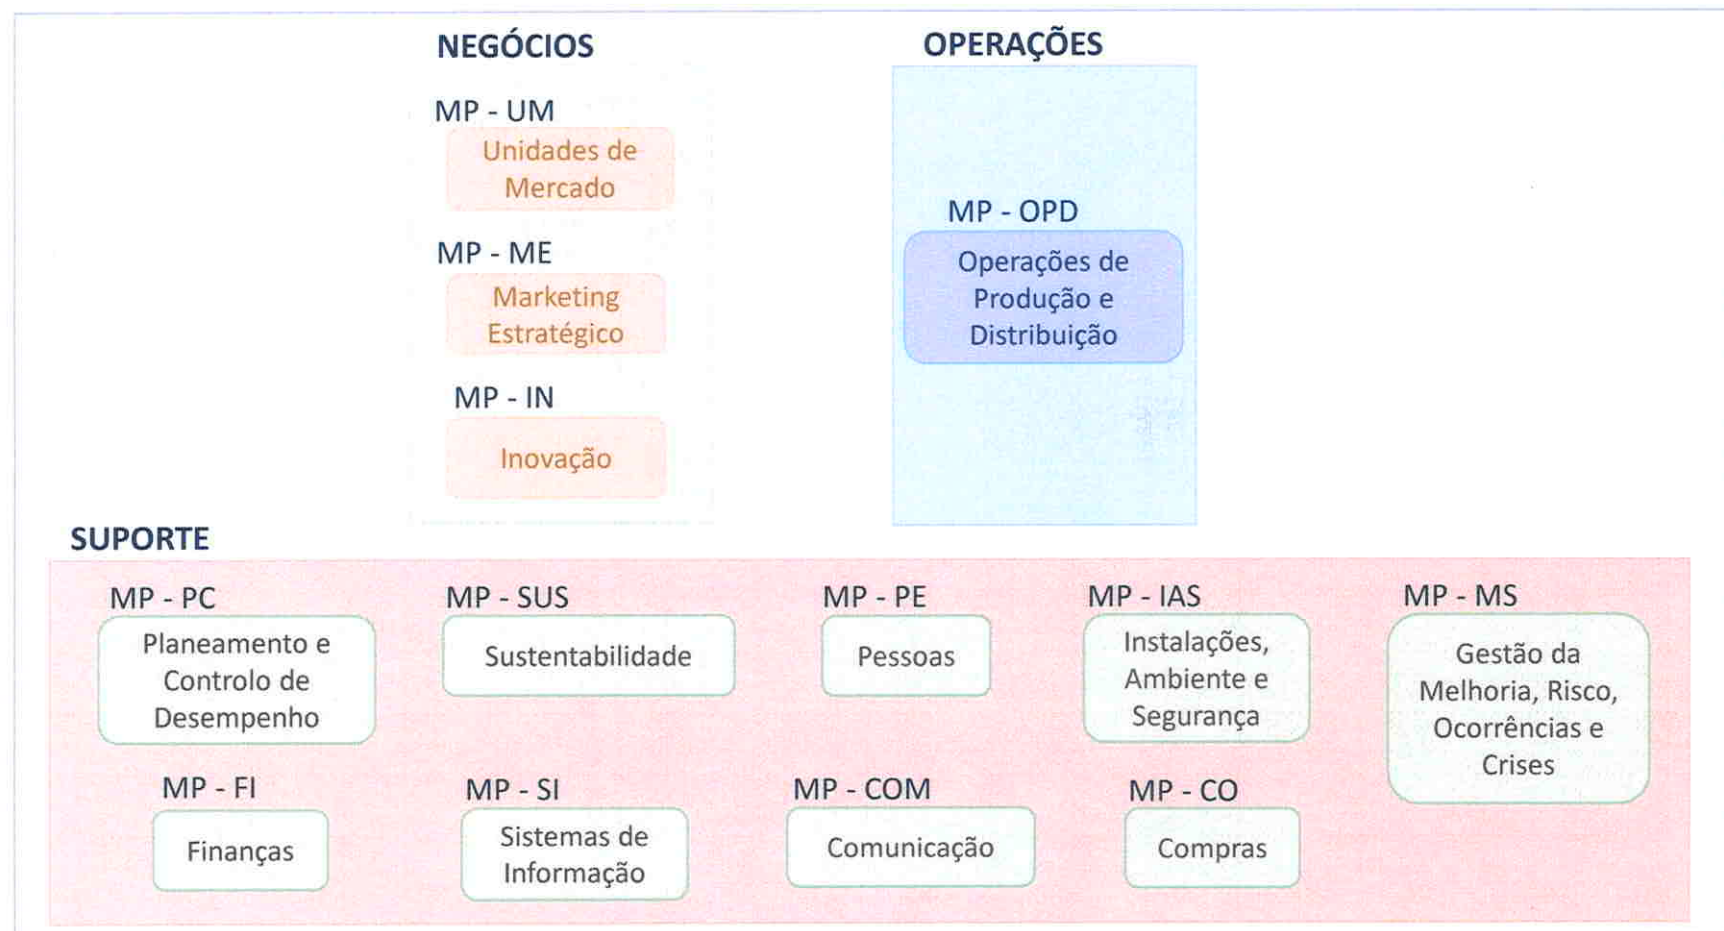 NEGÓCIOS
MP - UM
Unidades de
Mercado
MP - ME
Marketing
Estratégico
MP - IN
Inovação
OPERAÇÕES
MP - OPD
Operações de
Produção e
Distribuição
SUPORTE
MP - PC
Planeamento e
Controlo de
Desempenho
MP - SUS
Sustentabilidade
MP - PE
Pessoas
MP - IAS
Instalações,
Ambiente e
Segurança
MP - MS
Gestão da
Melhoria, Risco,
Ocorrências e
Crises
MP - FI
Finanças
MP - SI
Sistemas de
Informação
MP - COM
Comunicação
MP - CO
Compras